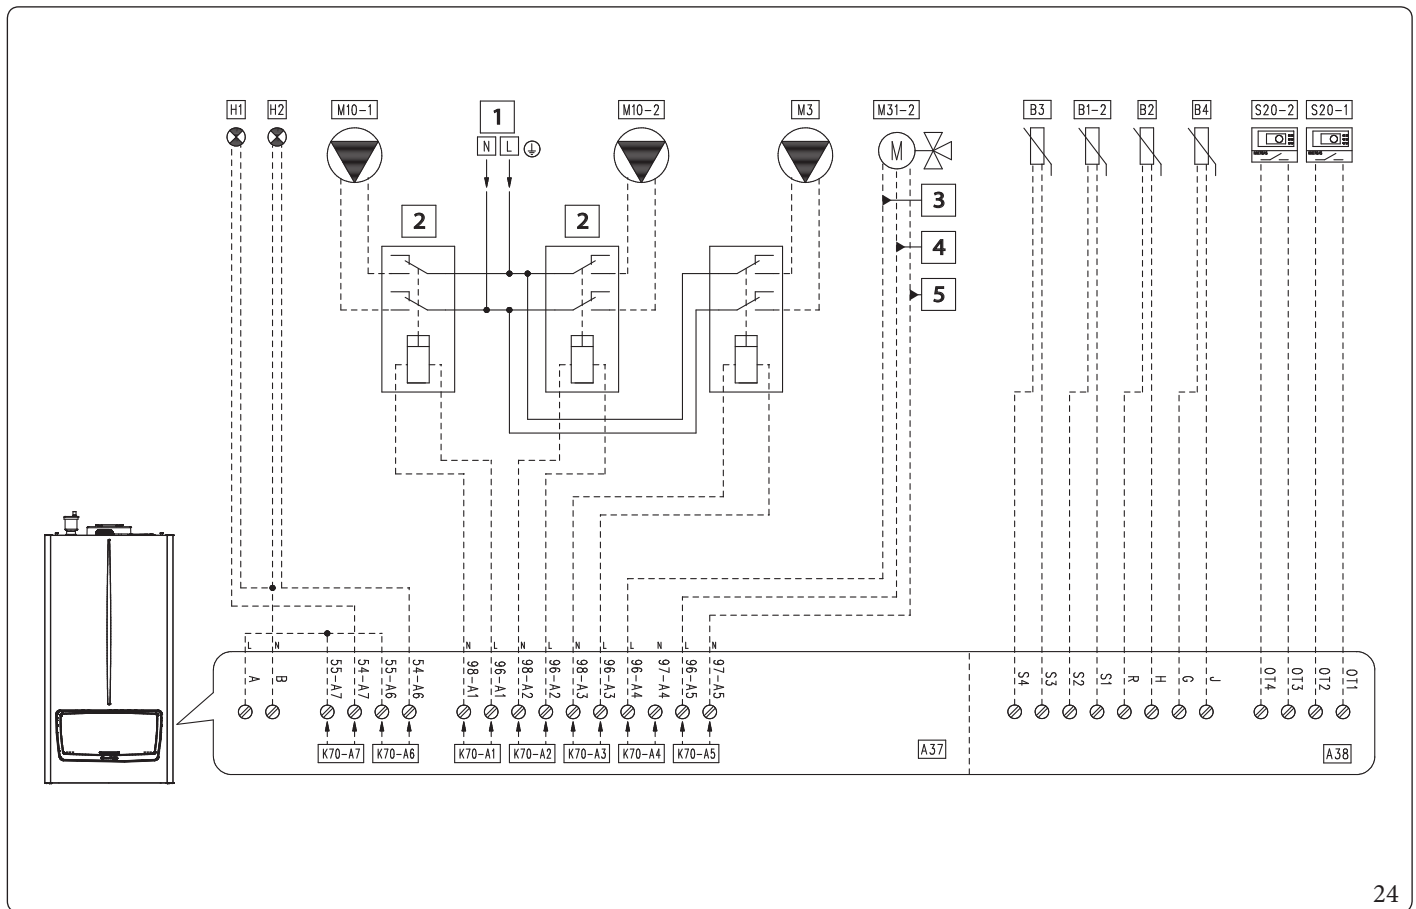 H1 H2 M10-1 1 M10-2 M3 M31-2 B3 B1-2 B2 B4 S20-2 S20-1
N L
M
3
2 2
4
5
L N N L N L N L L N L N
A B 55-A7 54-A7 55-A6 54-A6 98-A1 96-A1 98-A2 96-A2 98-A3 96-A3 96-A4 97-A4 96-A5 97-A5 S4 S3 S2 S1 R H G J OT4 OT3 OT2 OT1
K70-A7 K70-A6 K70-A1 K70-A2 K70-A3 K70-A4 K70-A5 A37 A38
24